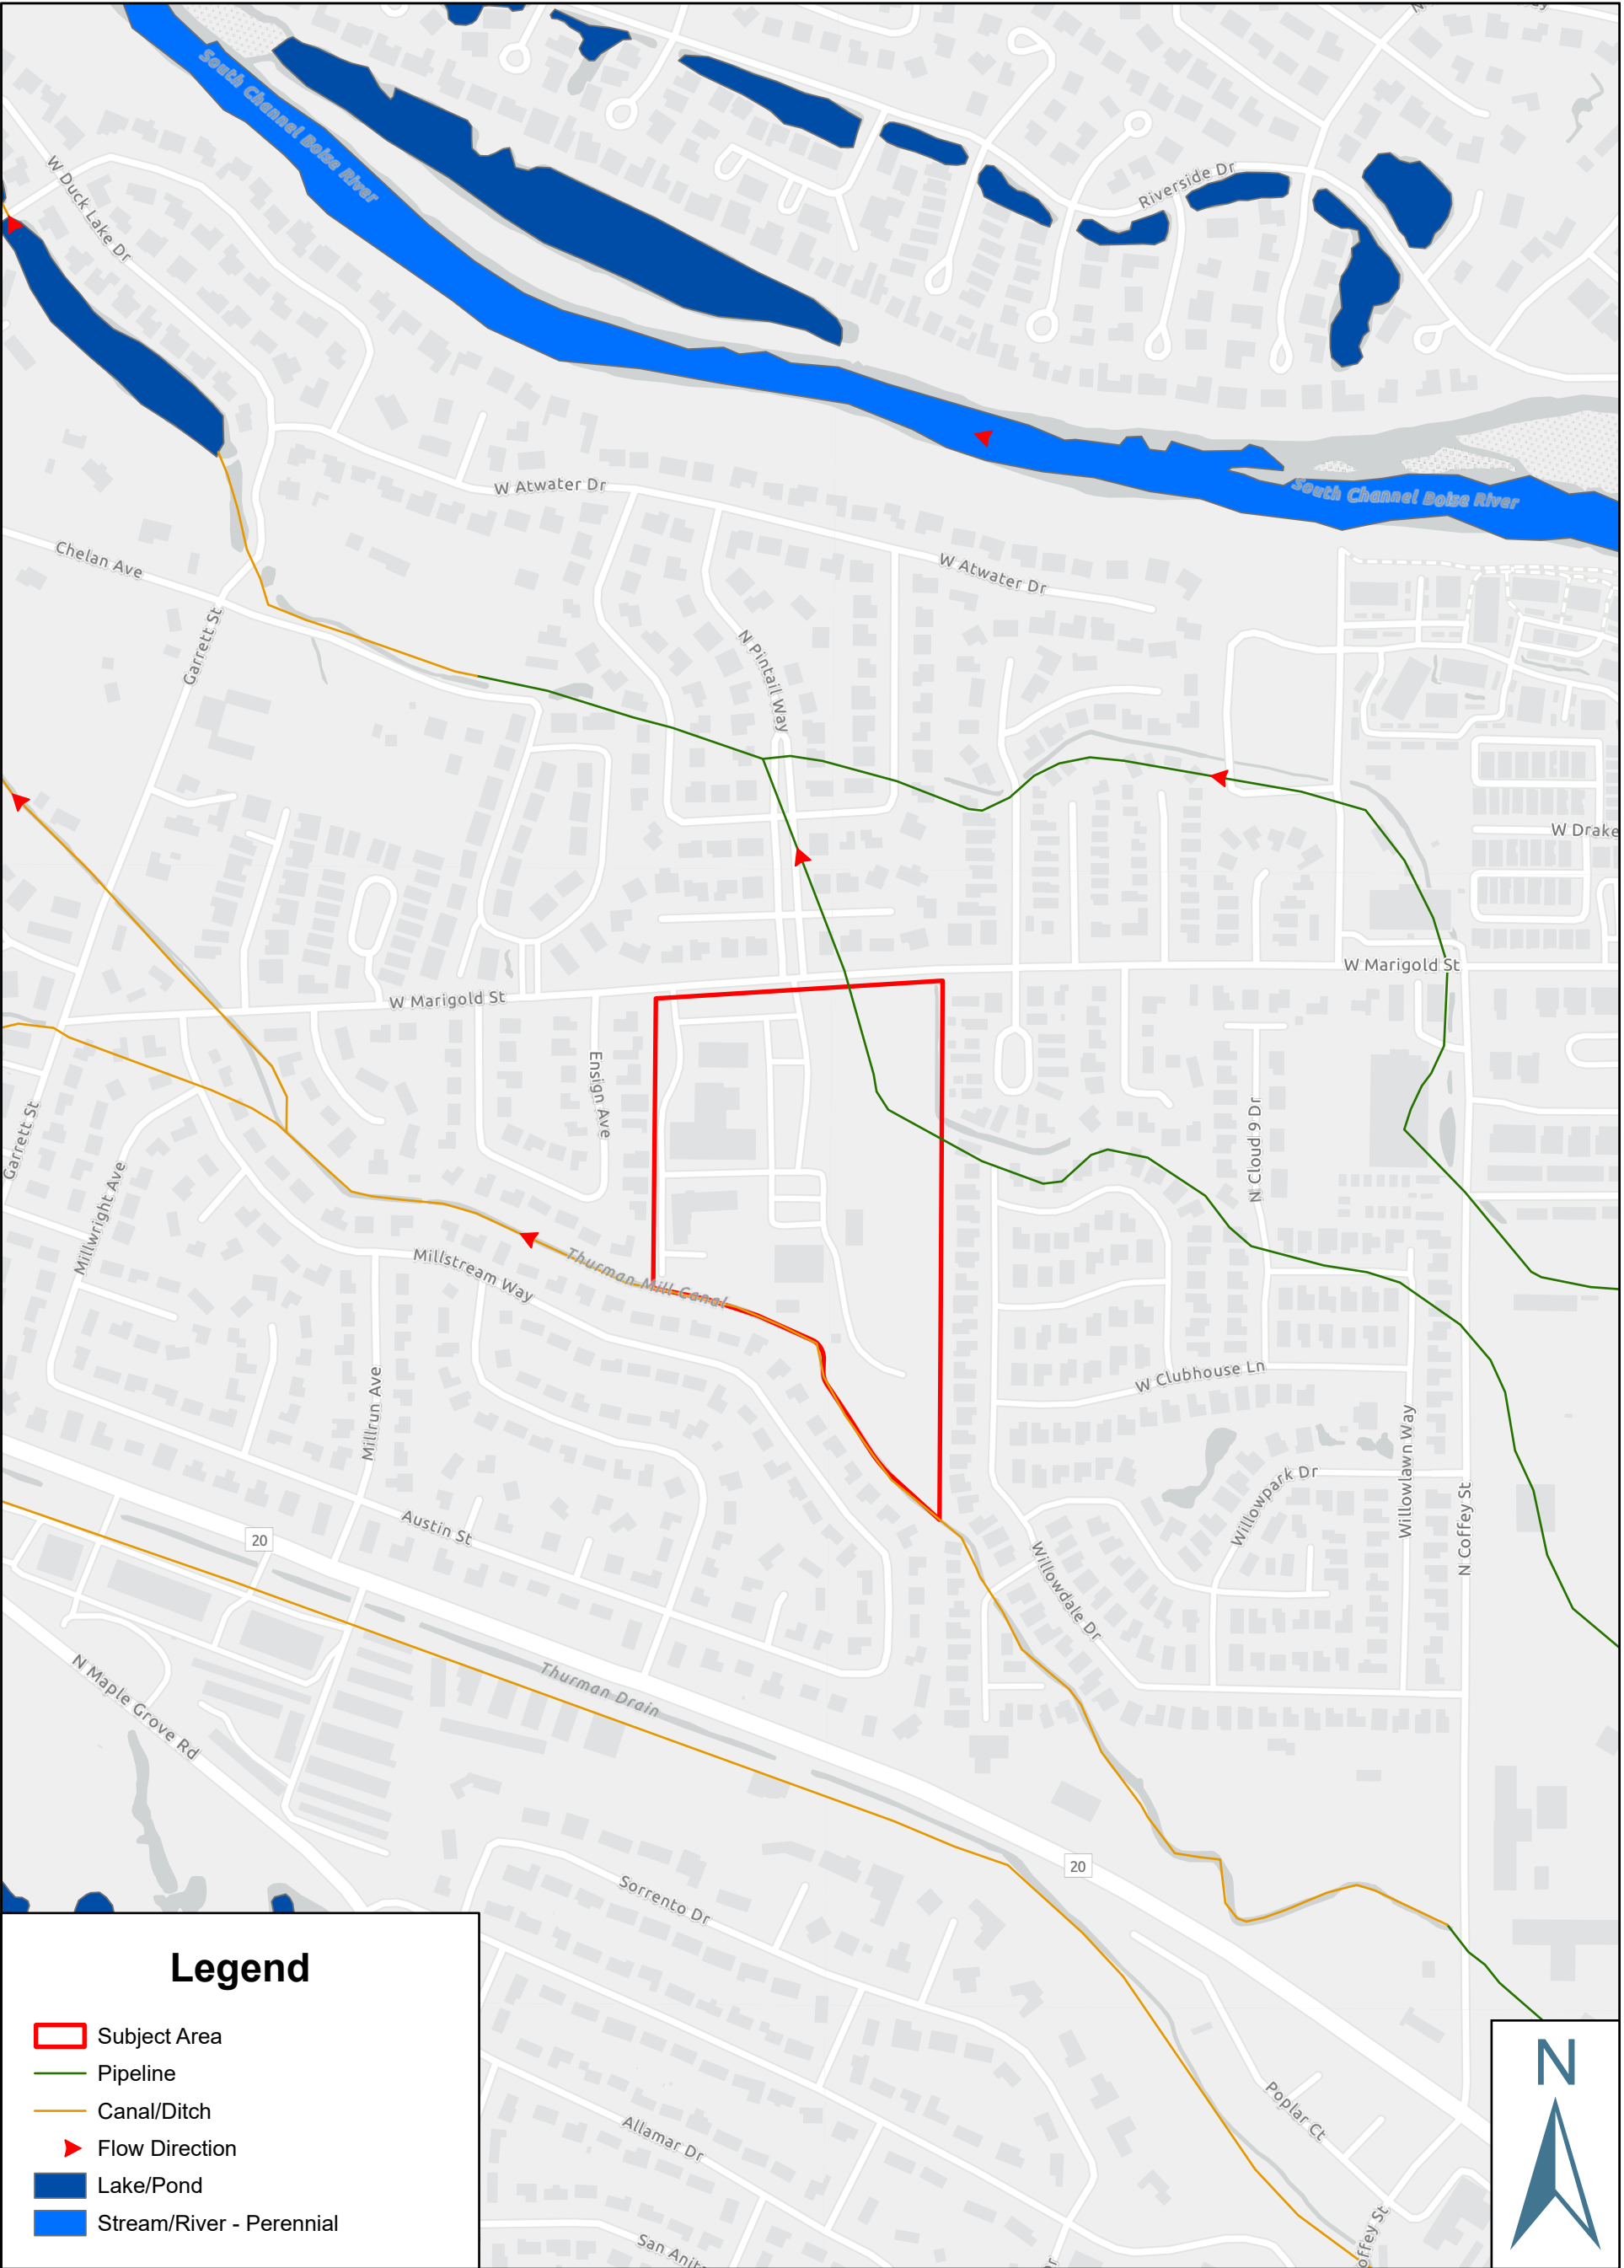 South Channel Boise River
W Duck Lake Dr
Riverside Dr
W Atwater Dr
South Channel Boise River
Chelan Ave
W Atwater Dr
Garrett St
N Pintail Way
W Drake
W Marigold St
W Marigold St
Ensign Ave
Garrett St
N Cloud 9 Dr
Millwright Ave
Millstream Way
Thurman Mill Canal
W Clubhouse Ln
Millrun Ave
Willowlawn Way
Willowpark Dr
N Coffey St
Austin St
20
Willowdale Dr
Thurman Drain
N Maple Grove Rd
20
Sorrento Dr
Poplar Ct
Allamar Dr
San Anit
offey St
Legend
Subject Area
Pipeline
Canal/Ditch
Flow Direction
Lake/Pond
Stream/River - Perennial
N